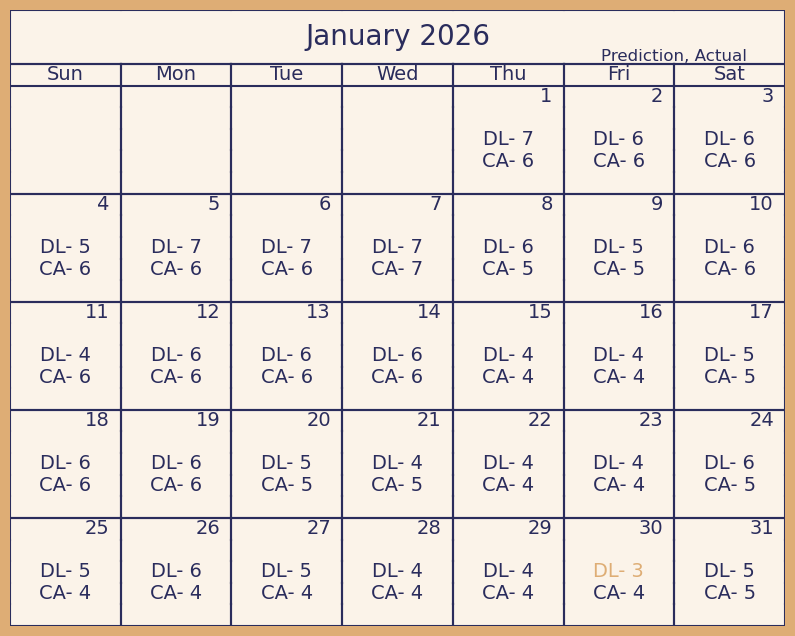 January 2026
Prediction, Actual
Sun Mon Tue Wed Thu Fri Sat
1 2 3
DL- 7 DL- 6 DL- 6
CA- 6 CA- 6 CA- 6
4 5 6 7 8 9 10
DL- 5 DL- 7 DL- 7 DL- 7 DL- 6 DL- 5 DL- 6
CA- 6 CA- 6 CA- 6 CA- 7 CA- 5 CA- 5 CA- 6
11 12 13 14 15 16 17
DL- 4 DL- 6 DL- 6 DL- 6 DL- 4 DL- 4 DL- 5
CA- 6 CA- 6 CA- 6 CA- 6 CA- 4 CA- 4 CA- 5
18 19 20 21 22 23 24
DL- 6 DL- 6 DL- 5 DL- 4 DL- 4 DL- 4 DL- 6
CA- 6 CA- 6 CA- 5 CA- 5 CA- 4 CA- 4 CA- 5
25 26 27 28 29 30 31
DL- 5 DL- 6 DL- 5 DL- 4 DL- 4 DL- 3 DL- 5
CA- 4 CA- 4 CA- 4 CA- 4 CA- 4 CA- 4 CA- 5